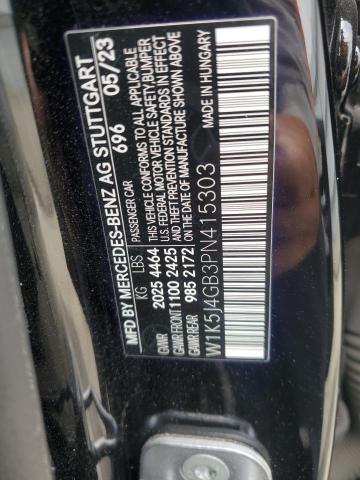 MFD BY MERCEDES-BENZ AG STUTTGART
696 05/23
PASSENGER CAR
KG LBS
GVWR 2025 4464
GAWR FRONT 1100 2425
GAWR REAR 985 2172
THIS VEHICLE CONFORMS TO ALL APPLICABLE
U.S. FEDERAL MOTOR VEHICLE SAFETY, BUMPER
AND THEFT PREVENTION STANDARDS IN EFFECT
ON THE DATE OF MANUFACTURE SHOWN ABOVE
MADE IN HUNGARY
W1K5J4GB3PN415303